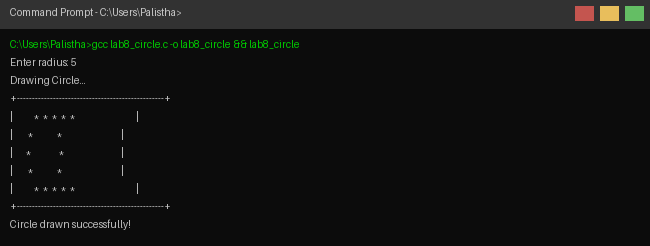 Command Prompt - C:\Users\Palistha>
C:\Users\Palistha>gcc lab8_circle.c -o lab8_circle && lab8_circle
Enter radius: 5
Drawing Circle...
+--------------------------------------------------+
|        * * * * *                    |
|      *        *                    |
|     *          *                   |
|      *        *                    |
|        * * * * *                    |
+--------------------------------------------------+
Circle drawn successfully!